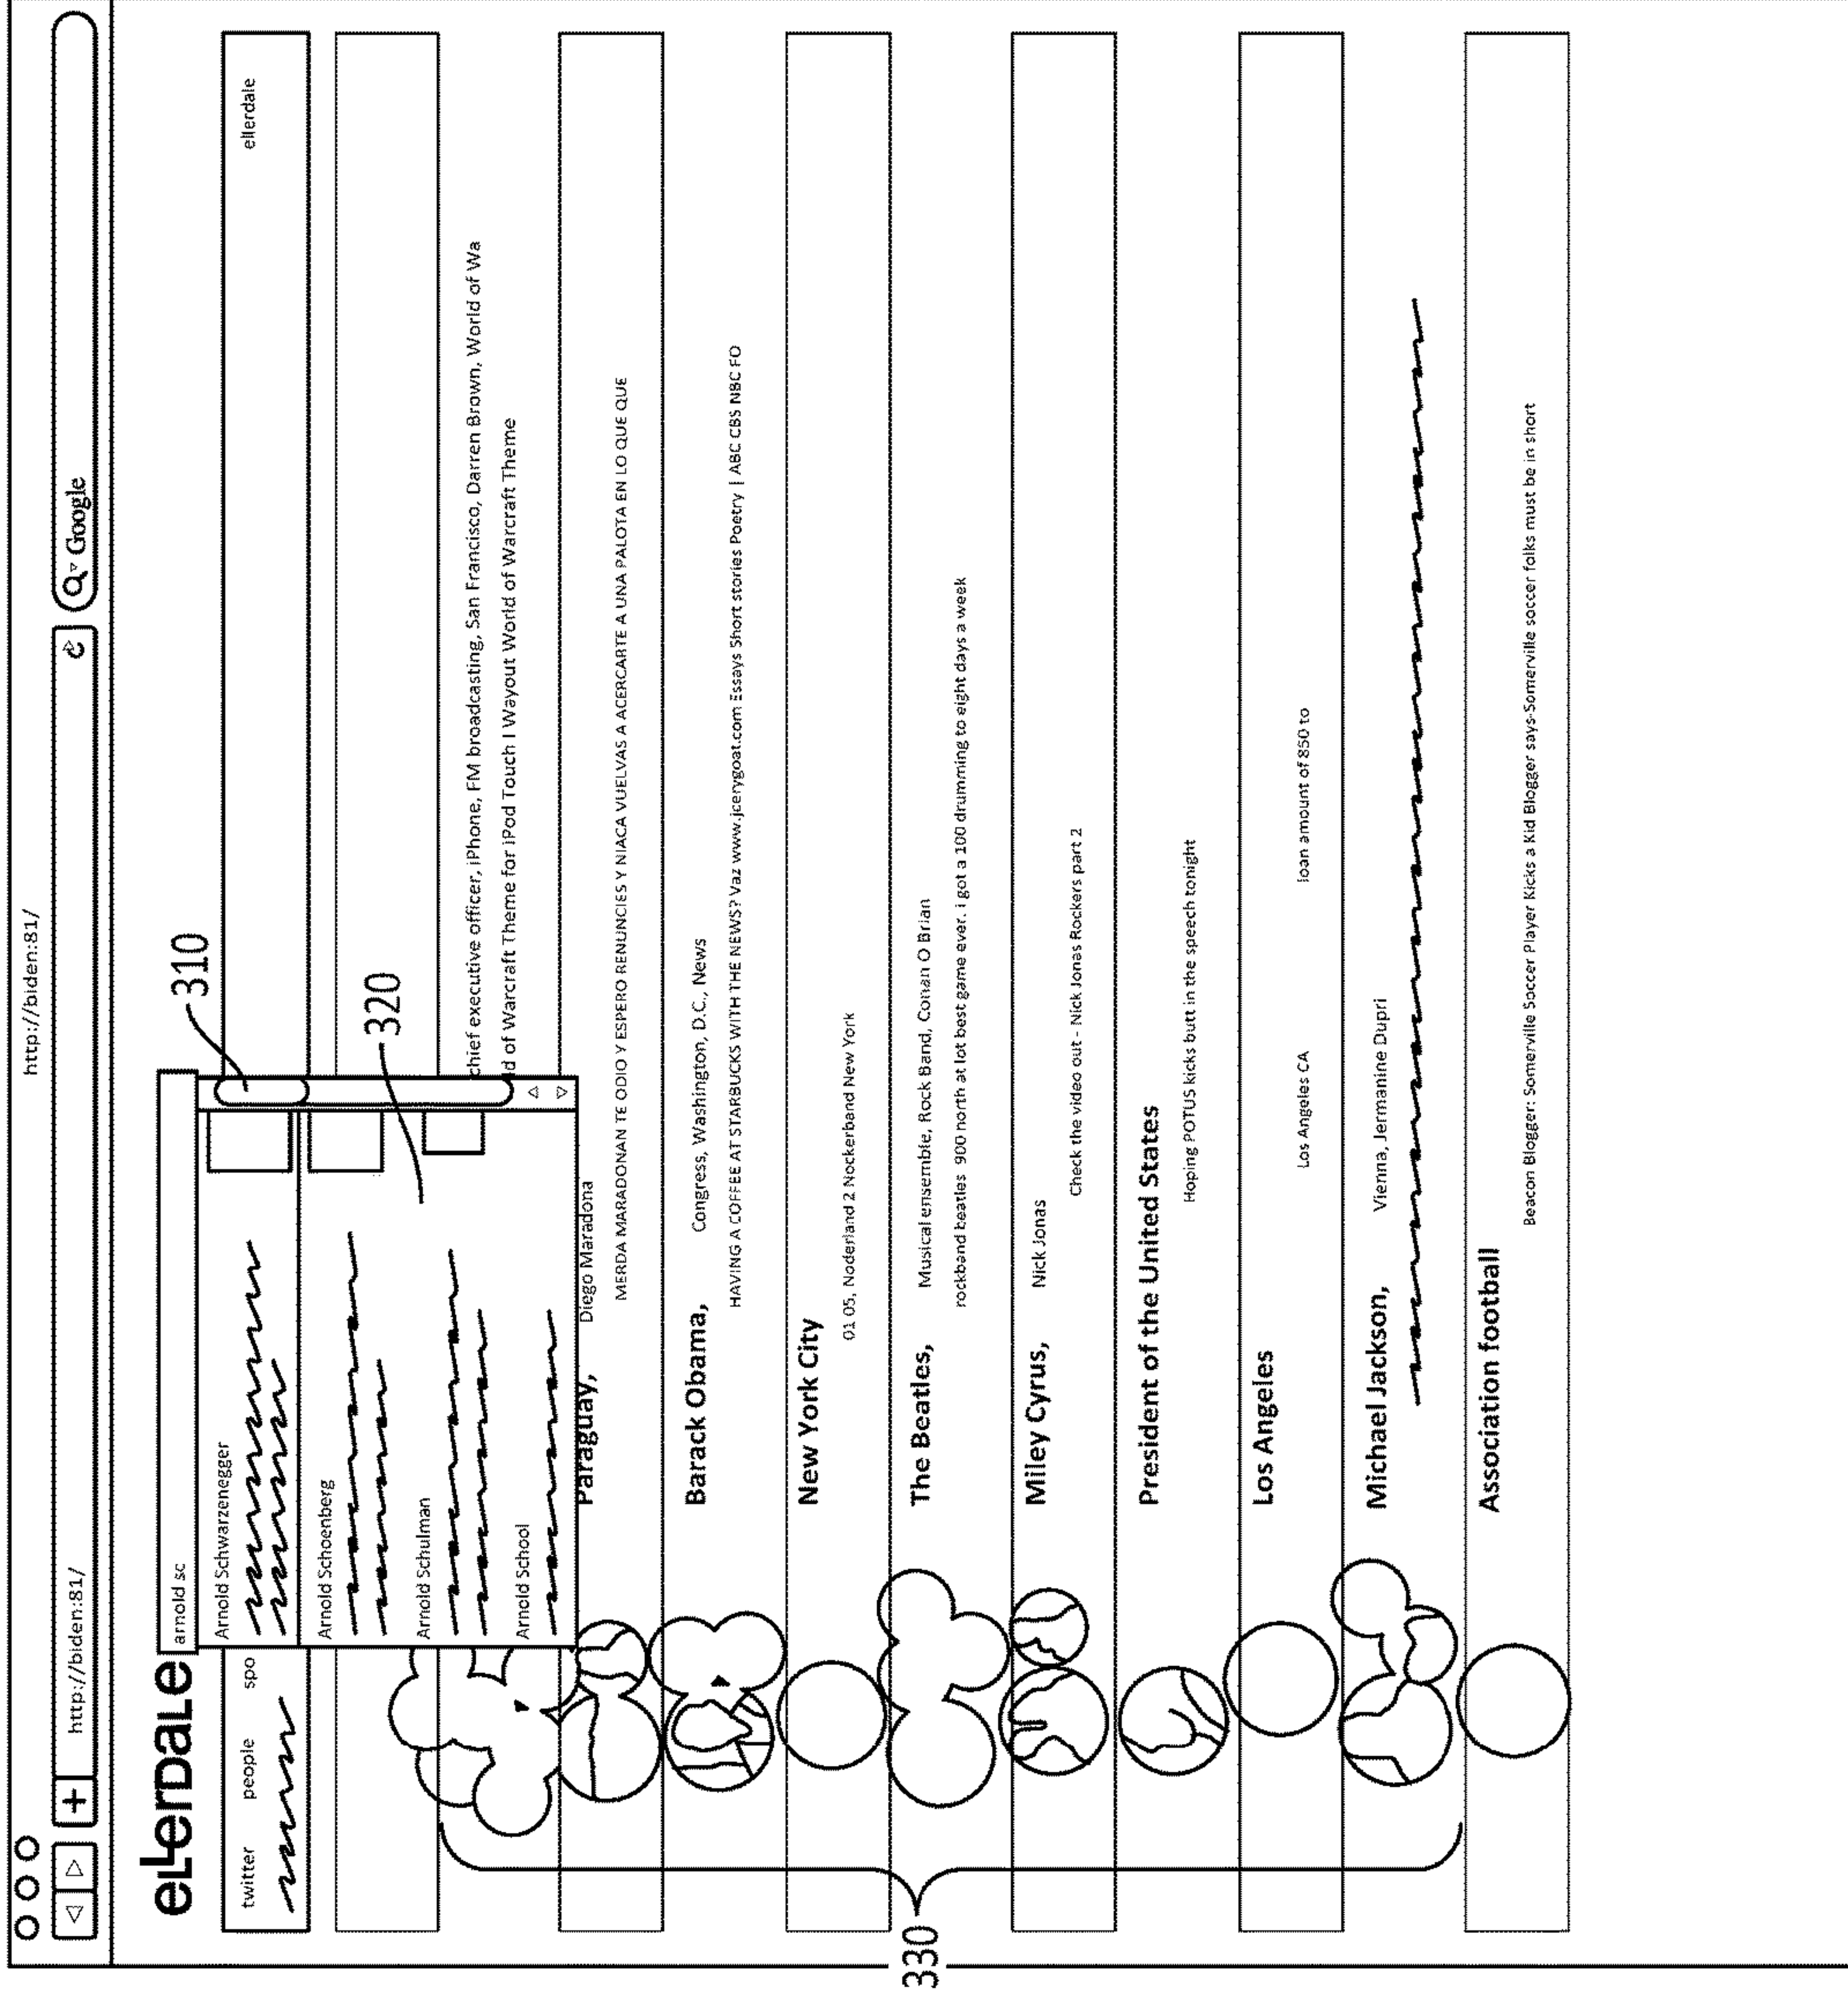 http://biden:81/
http://biden:81/
Google
eLLerDaLe
arnold sc
310
twitter people spo
ellerdale
Arnold Schwarzenegger
Arnold Schoenberg
320
Arnold Schulman
Arnold School
chief executive officer, iPhone, FM broadcasting, San Francisco, Darren Brown, World of Wa
d of Warcraft Theme for iPod Touch I Wayout World of Warcraft Theme
Paraguay, Diego Maradona
MERDA MARADONAN TE ODIO Y ESPERO RENUNCIES Y NIACA VUELVAS A ACERCARTE A UNA PALOTA EN LO QUE QUE
Barack Obama, Congress, Washington, D.C., News
HAVING A COFFEE AT STARBUCKS WITH THE NEWS? Vaz www.jcerygoat.com Essays Short stories Poetry | ABC CBS NBC FO
New York City
01 05, Noderland 2 Nockerband New York
330
The Beatles, Musical ensemble, Rock Band, Conan O Brian
rockband beatles 900 north at lot best game ever. i got a 100 drumming to eight days a week
Miley Cyrus, Nick Jonas
Check the video out - Nick Jonas Rockers part 2
President of the United States
Hoping POTUS kicks butt in the speech tonight
Los Angeles
Los Angeles CA loan amount of 850 to
Michael Jackson, Vienna, Jermanine Dupri
Association football
Beacon Blogger: Somerville Soccer Player Kicks a Kid Blogger says-Somerville soccer folks must be in short